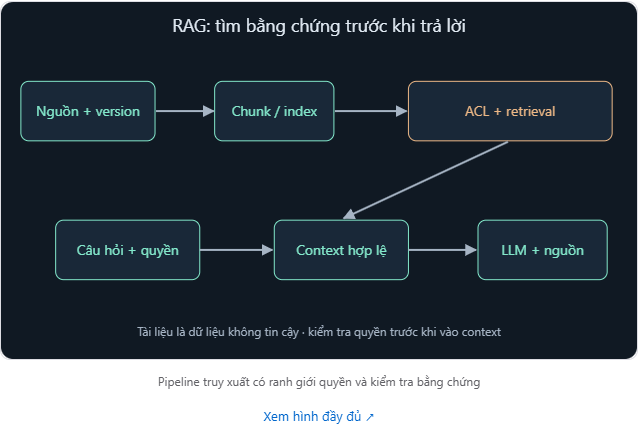 RAG: tìm bằng chứng trước khi trả lời
Nguồn + version
Chunk / index
ACL + retrieval
Câu hỏi + quyền
Context hợp lệ
LLM + nguồn
Tài liệu là dữ liệu không tin cậy · kiểm tra quyền trước khi vào context
Pipeline truy xuất có ranh giới quyền và kiểm tra bằng chứng
Xem hình đầy đủ ↗